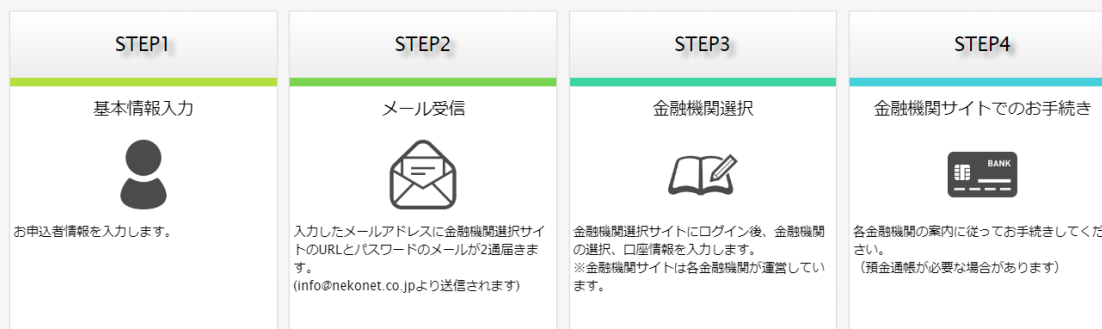 STEP1
基本情報入力
お申込者情報を入力します。
STEP2
メール受信
入力したメールアドレスに金融機関選択サイ
トのURLとパスワードのメールが2通届きま
す。
(info@nekonet.co.jpより送信されます)
STEP3
金融機関選択
金融機関選択サイトにログイン後、金融機関
の選択、口座情報を入力します。
※金融機関サイトは各金融機関が運営してい
ます。
STEP4
金融機関サイトでのお手続き
BANK
各金融機関の案内に従ってお手続きしてくだ
さい。
（預金通帳が必要な場合があります）